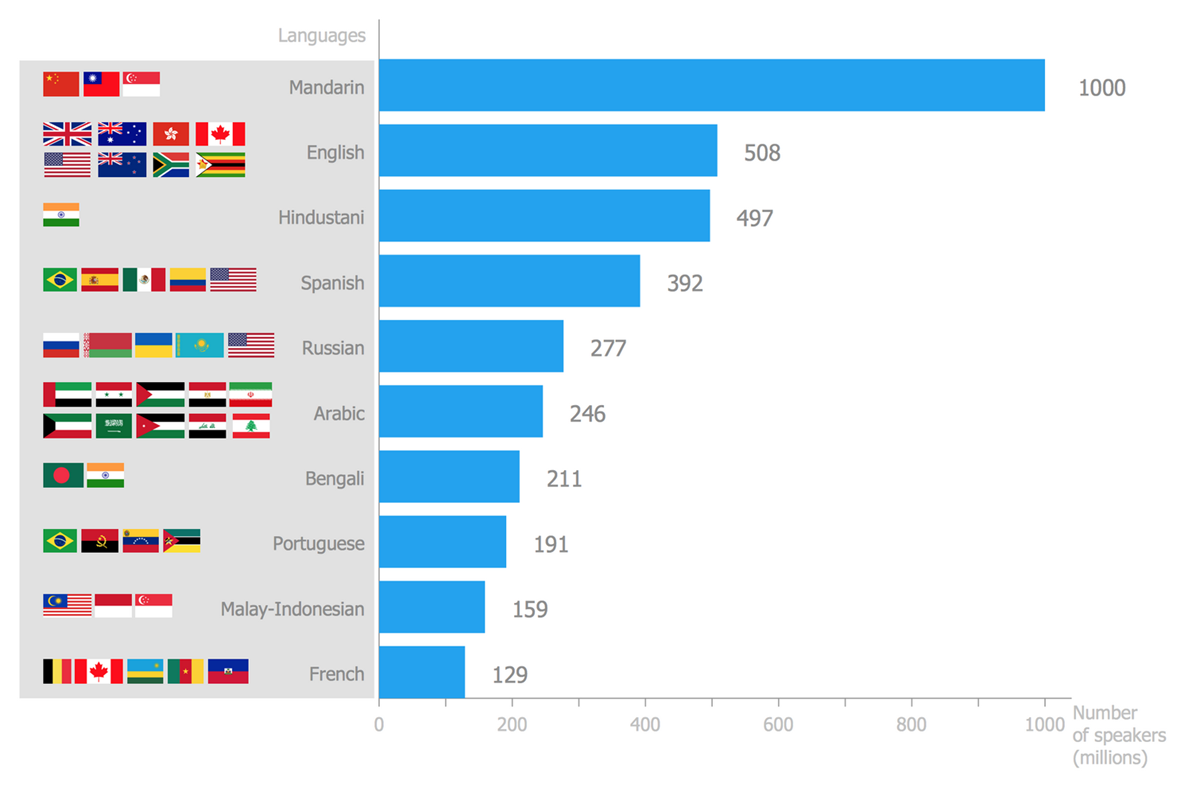 Languages
Mandarin 1000
English 508
Hindustani 497
Spanish 392
Russian 277
Arabic 246
Bengali 211
Portuguese 191
Malay-Indonesian 159
French 129
0 200 400 600 800 1000
Number
of speakers
(millions)